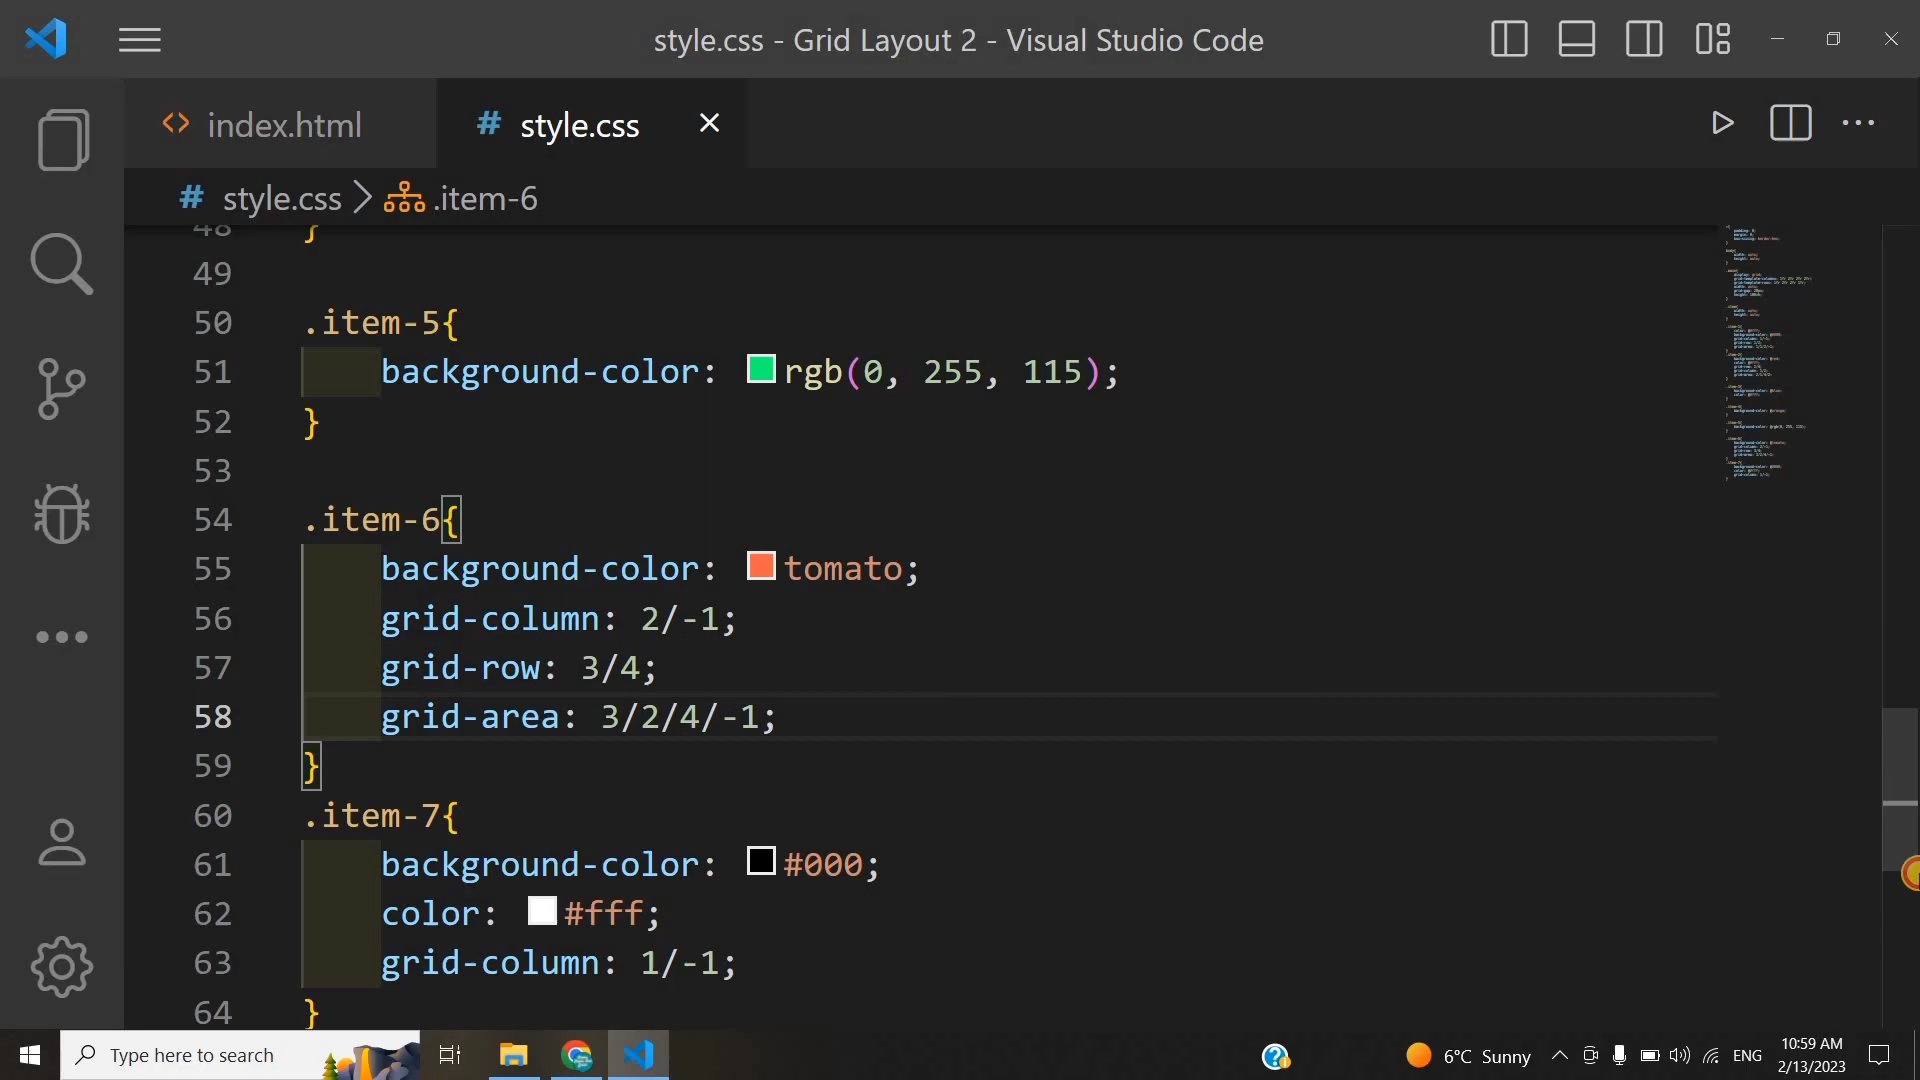 style.css - Grid Layout 2 - Visual Studio Code
<> index.html
# style.css ×
# style.css > .item-6
48 }
49
50 .item-5{
51 background-color: rgb(0, 255, 115);
52 }
53
54 .item-6{
55 background-color: tomato;
56 grid-column: 2/-1;
57 grid-row: 3/4;
58 grid-area: 3/2/4/-1;
59 }
60 .item-7{
61 background-color: #000;
62 color: #fff;
63 grid-column: 1/-1;
64 }
Type here to search
6°C Sunny
ENG
10:59 AM
2/13/2023